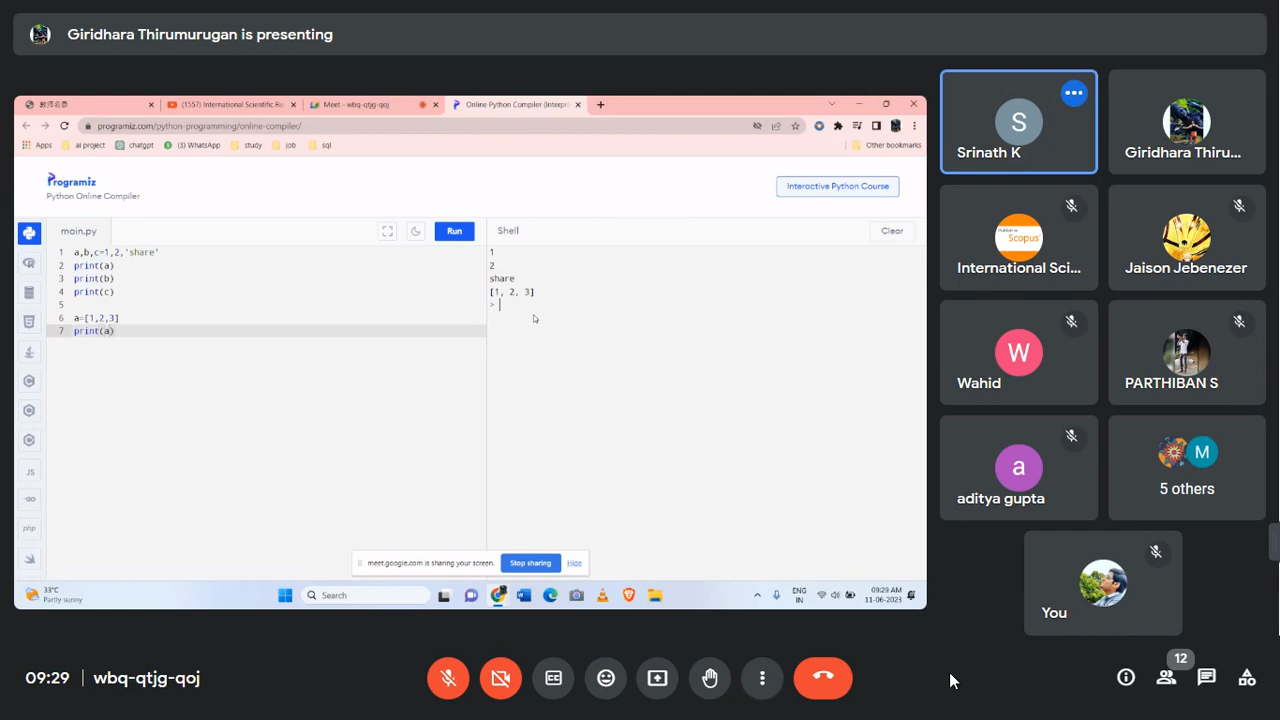 Giridhara Thirumurugan is presenting
教师名录
(1557) International Scientific Re
Meet - wbq-qtjg-qoj
Online Python Compiler (Interpre
programiz.com/python-programming/online-compiler/
Apps
ai project
chatgpt
(3) WhatsApp
study
job
sql
Other bookmarks
Programiz
Python Online Compiler
Interactive Python Course
main.py
Run
Shell
Clear
1 a,b,c=1,2,'share'
2 print(a)
3 print(b)
4 print(c)
5
6 a=[1,2,3]
7 print(a)
1
2
share
[1, 2, 3]
>
JS
GO
php
meet.google.com is sharing your screen.
Stop sharing
Hide
33°C
Partly sunny
Search
ENG
IN
09:29 AM
11-06-2023
S
Srinath K
Giridhara Thiru...
Publish in
Scopus
International Sci...
Jaison Jebenezer
W
Wahid
PARTHIBAN S
a
aditya gupta
M
5 others
You
09:29
wbq-qtjg-qoj
12